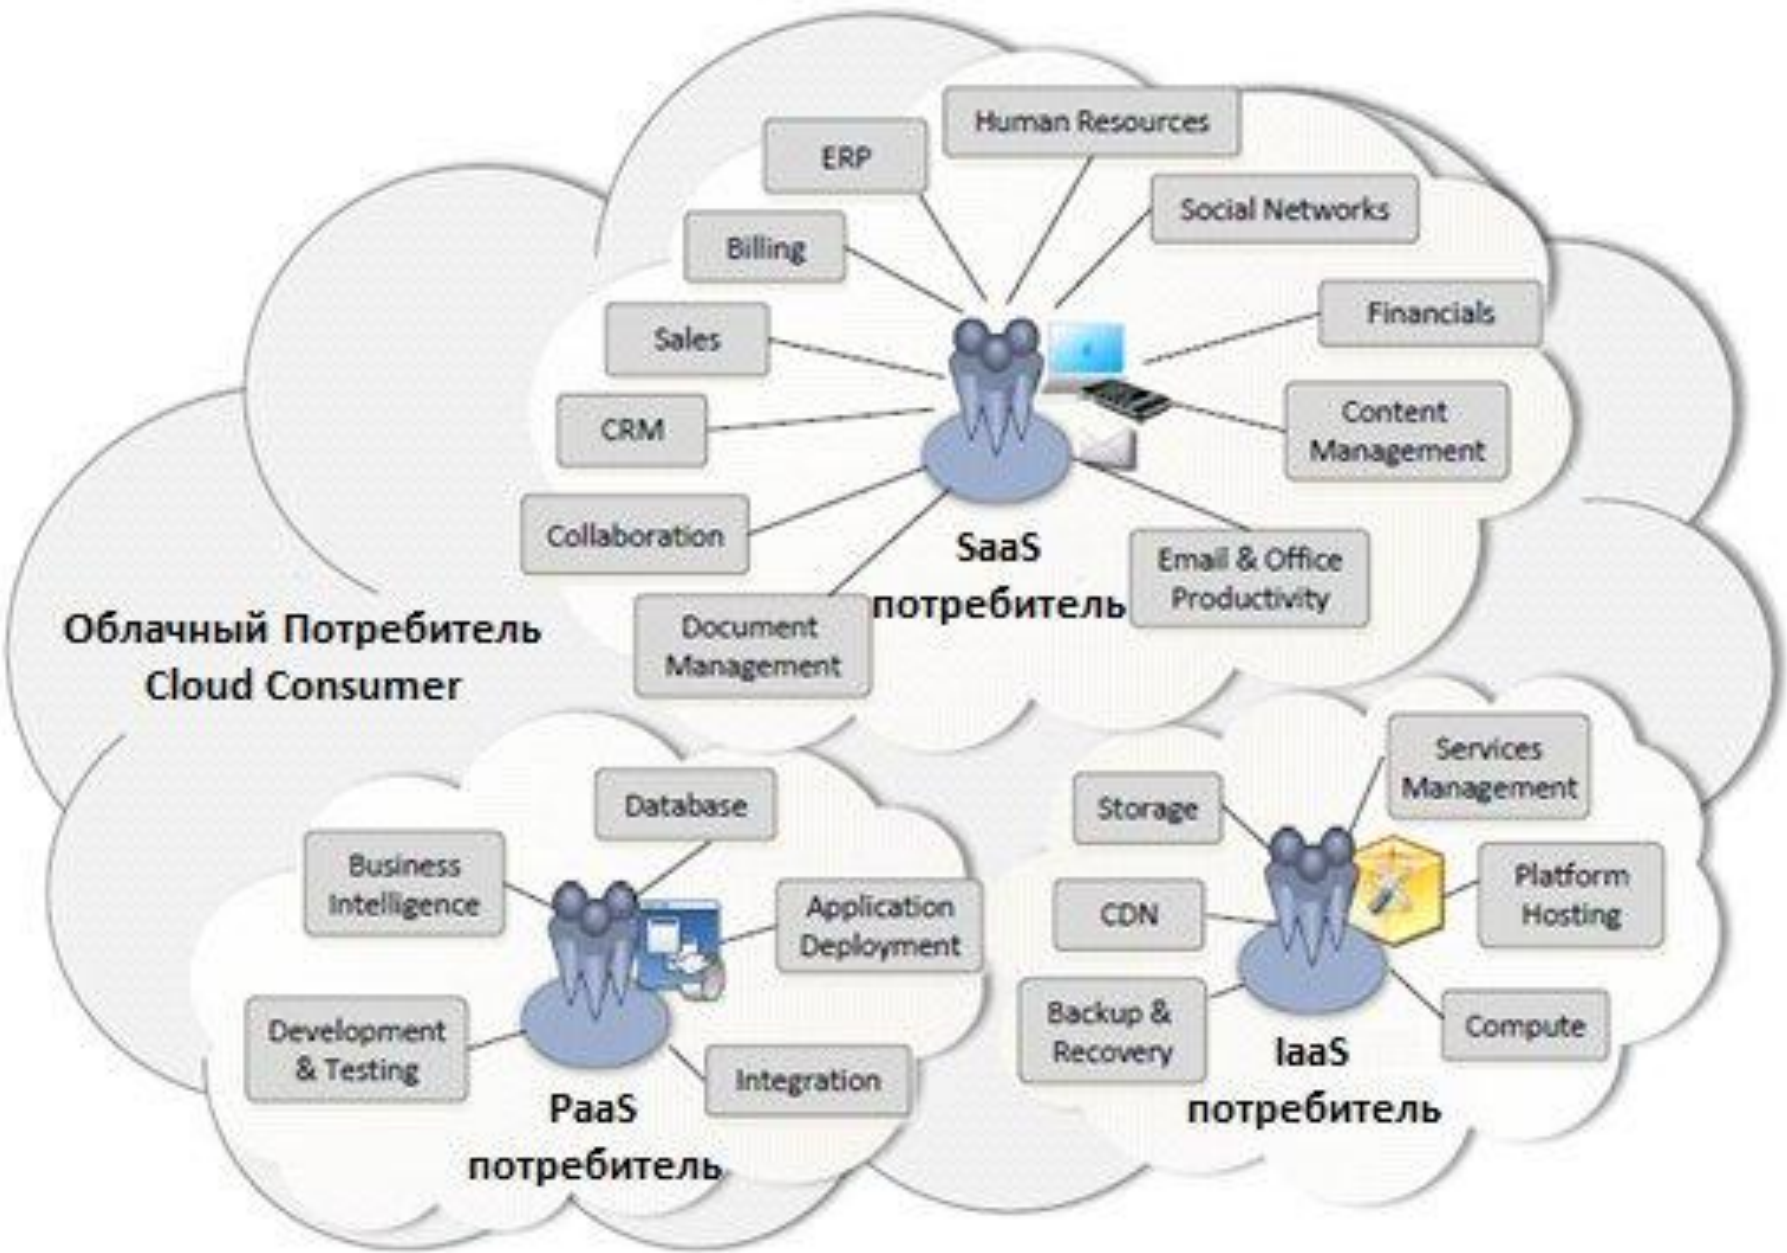 Human Resources
ERP
Social Networks
Billing
Financials
Sales
Content
Management
CRM
Collaboration
SaaS
потребитель
Email & Office
Productivity
Document
Management
Облачный Потребитель
Cloud Consumer
Database
Business
Intelligence
Application
Deployment
Development
& Testing
Integration
PaaS
потребитель
Services
Management
Storage
Platform
Hosting
CDN
Backup &
Recovery
Compute
IaaS
потребитель